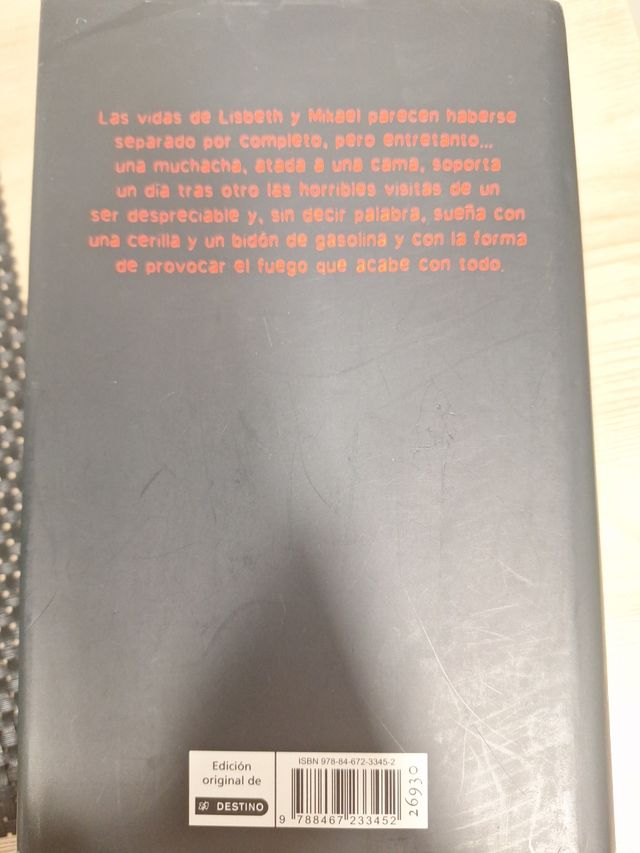 Las vidas de Lisbeth y Mikael parecen haberse
separado por completo, pero entretanto...
una muchacha, atada a una cama, soporta
un día tras otro las horribles visitas de un
ser despreciable y, sin decir palabra, sueña con
una cerilla y un bidón de gasolina y con la forma
de provocar el fuego que acabe con todo.
Edición
original de
DESTINO
ISBN 978-84-672-3345-2
9 788467 233452
26930